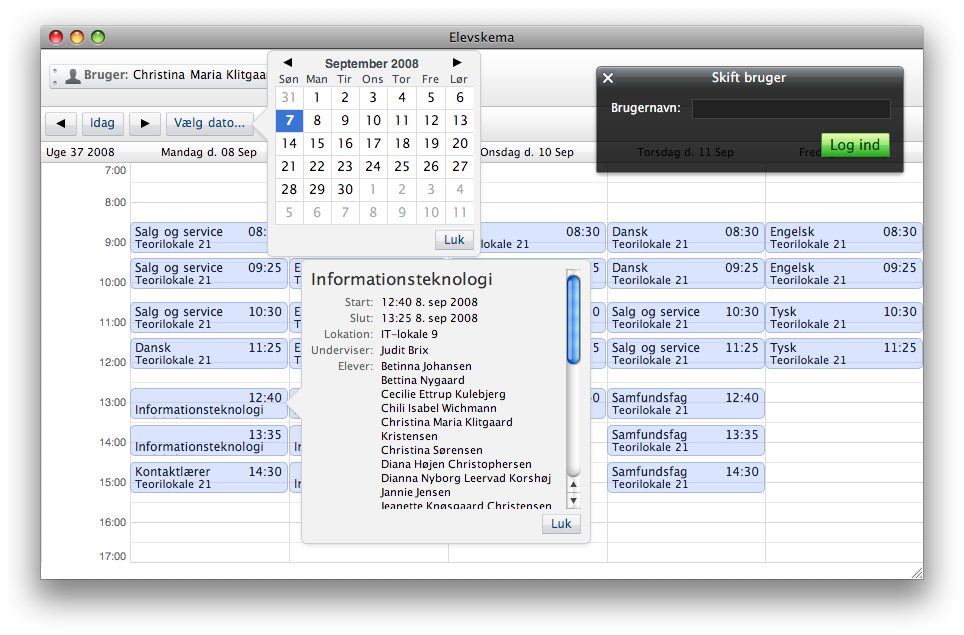 Elevskema
Bruger: Christina Maria Klitgaa
Idag
Vælg dato...
September 2008
Søn Man Tir Ons Tor Fre Lør
31 1 2 3 4 5 6
7 8 9 10 11 12 13
14 15 16 17 18 19 20
21 22 23 24 25 26 27
28 29 30 1 2 3 4
5 6 7 8 9 10 11
Luk
Skift bruger
Brugernavn:
Log ind
Uge 37 2008
Mandag d. 08 Sep
Onsdag d. 10 Sep
Torsdag d. 11 Sep
Fred
7:00
8:00
9:00
10:00
11:00
12:00
13:00
14:00
15:00
16:00
17:00
Salg og service 08:
Teorilokale 21
Salg og service 09:25
Teorilokale 21
Salg og service 10:30
Teorilokale 21
Dansk 11:25
Teorilokale 21
12:40
Informationsteknologi
13:35
Informationsteknologi
Kontaktlærer 14:30
Teorilokale 21
Informationsteknologi
Start: 12:40 8. sep 2008
Slut: 13:25 8. sep 2008
Lokation: IT-lokale 9
Underviser: Judit Brix
Elever: Betinna Johansen
Bettina Nygaard
Cecilie Ettrup Kulebjerg
Chili Isabel Wichmann
Christina Maria Klitgaard
Kristensen
Christina Sørensen
Diana Højen Christophersen
Dianna Nyborg Leervad Korshøj
Jannie Jensen
Jeanette Knøsgaard Christensen
Luk
08:30
lokale 21
Dansk 08:30
Teorilokale 21
Dansk 09:25
Teorilokale 21
Salg og service 10:30
Teorilokale 21
Salg og service 11:25
Teorilokale 21
Samfundsfag 12:40
Teorilokale 21
Samfundsfag 13:35
Teorilokale 21
Samfundsfag 14:30
Teorilokale 21
Engelsk 08:30
Teorilokale 21
Engelsk 09:25
Teorilokale 21
Tysk 10:30
Teorilokale 21
Tysk 11:25
Teorilokale 21